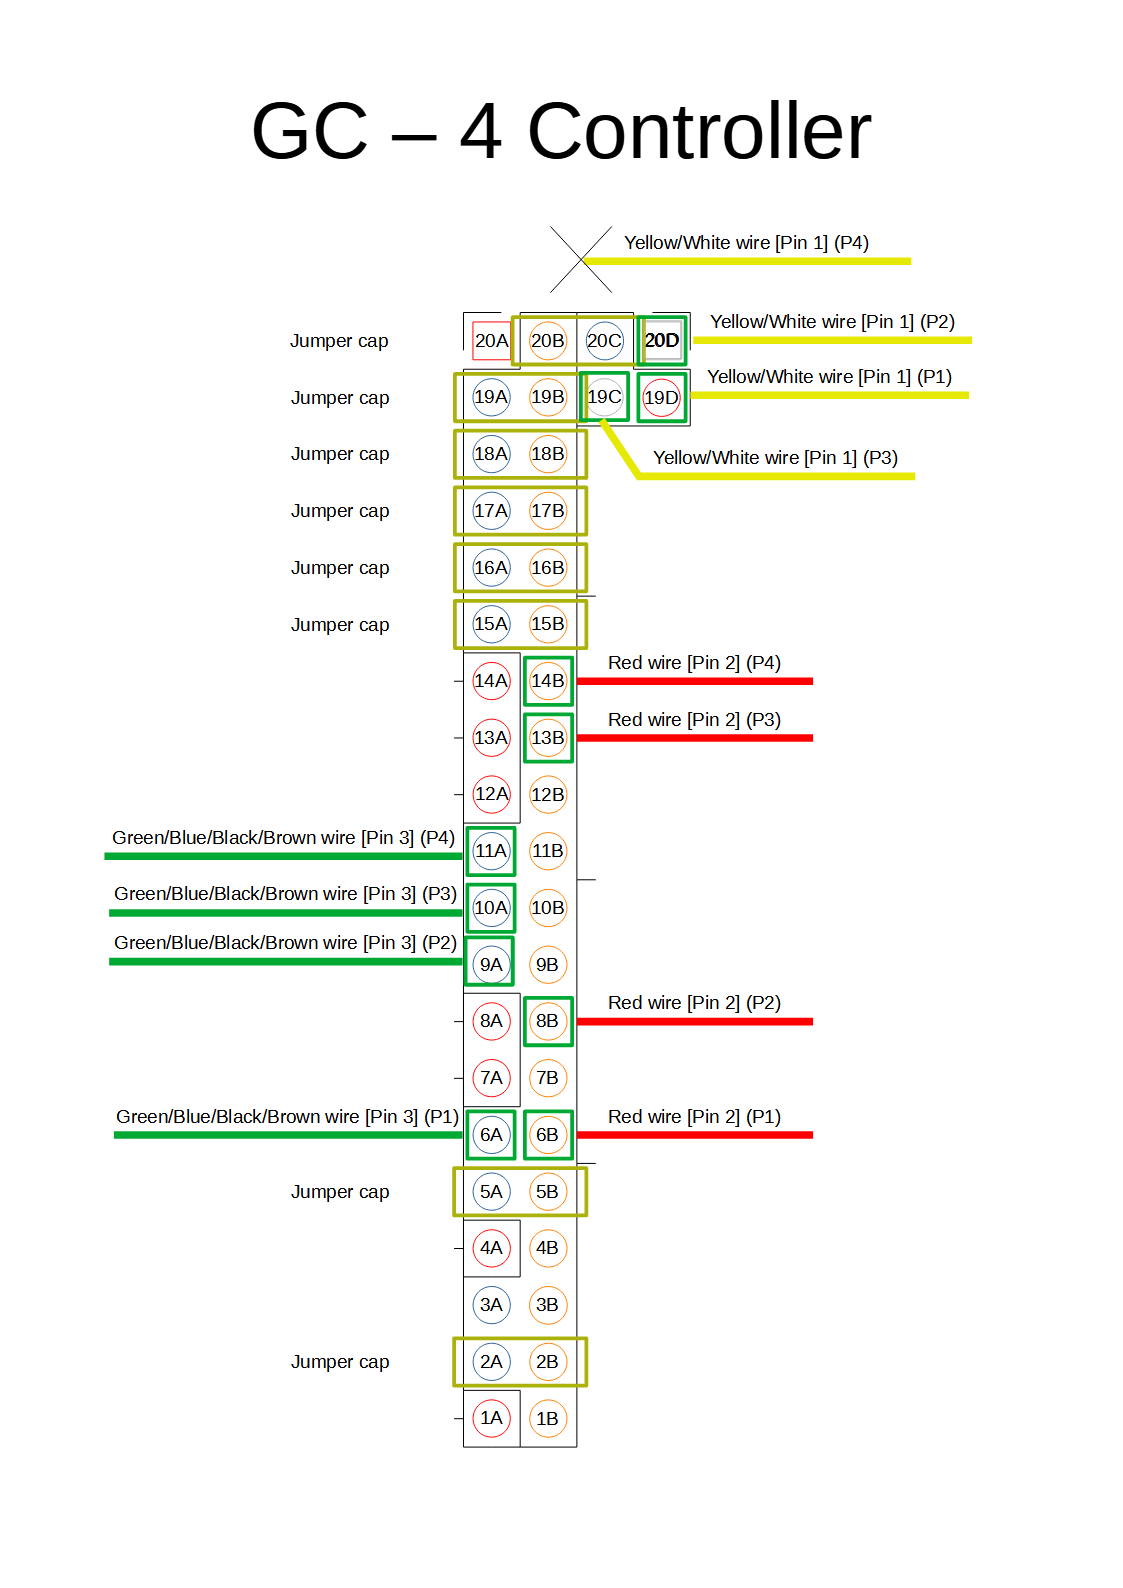 GC – 4 Controller
Yellow/White wire [Pin 1] (P4)
Yellow/White wire [Pin 1] (P2)
Jumper cap 20A 20B 20C 20D
Yellow/White wire [Pin 1] (P1)
Jumper cap 19A 19B 19C 19D
Jumper cap 18A 18B
Yellow/White wire [Pin 1] (P3)
Jumper cap 17A 17B
Jumper cap 16A 16B
Jumper cap 15A 15B
Red wire [Pin 2] (P4)
14A 14B
Red wire [Pin 2] (P3)
13A 13B
12A 12B
Green/Blue/Black/Brown wire [Pin 3] (P4)
11A 11B
Green/Blue/Black/Brown wire [Pin 3] (P3)
10A 10B
Green/Blue/Black/Brown wire [Pin 3] (P2)
9A 9B
Red wire [Pin 2] (P2)
8A 8B
7A 7B
Green/Blue/Black/Brown wire [Pin 3] (P1)
Red wire [Pin 2] (P1)
6A 6B
Jumper cap 5A 5B
4A 4B
3A 3B
Jumper cap 2A 2B
1A 1B